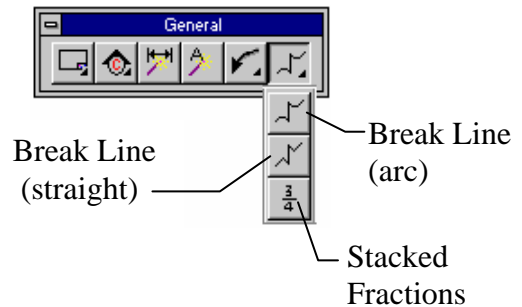 General
C
A
Break Line
(straight)
Break Line
(arc)
3
4
Stacked
Fractions